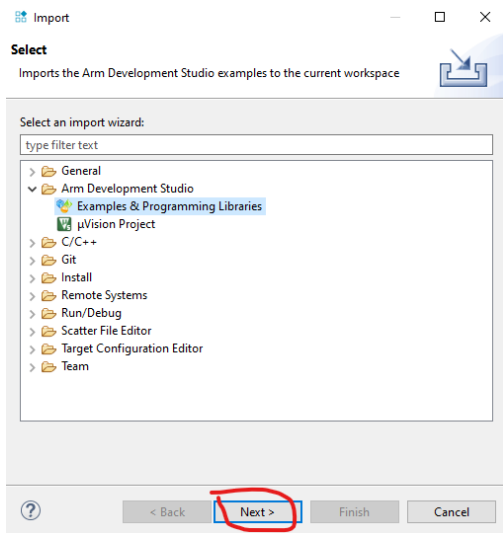 Import
Select
Imports the Arm Development Studio examples to the current workspace
Select an import wizard:
type filter text
General
Arm Development Studio
Examples & Programming Libraries
µVision Project
C/C++
Git
Install
Remote Systems
Run/Debug
Scatter File Editor
Target Configuration Editor
Team
? < Back Next > Finish Cancel